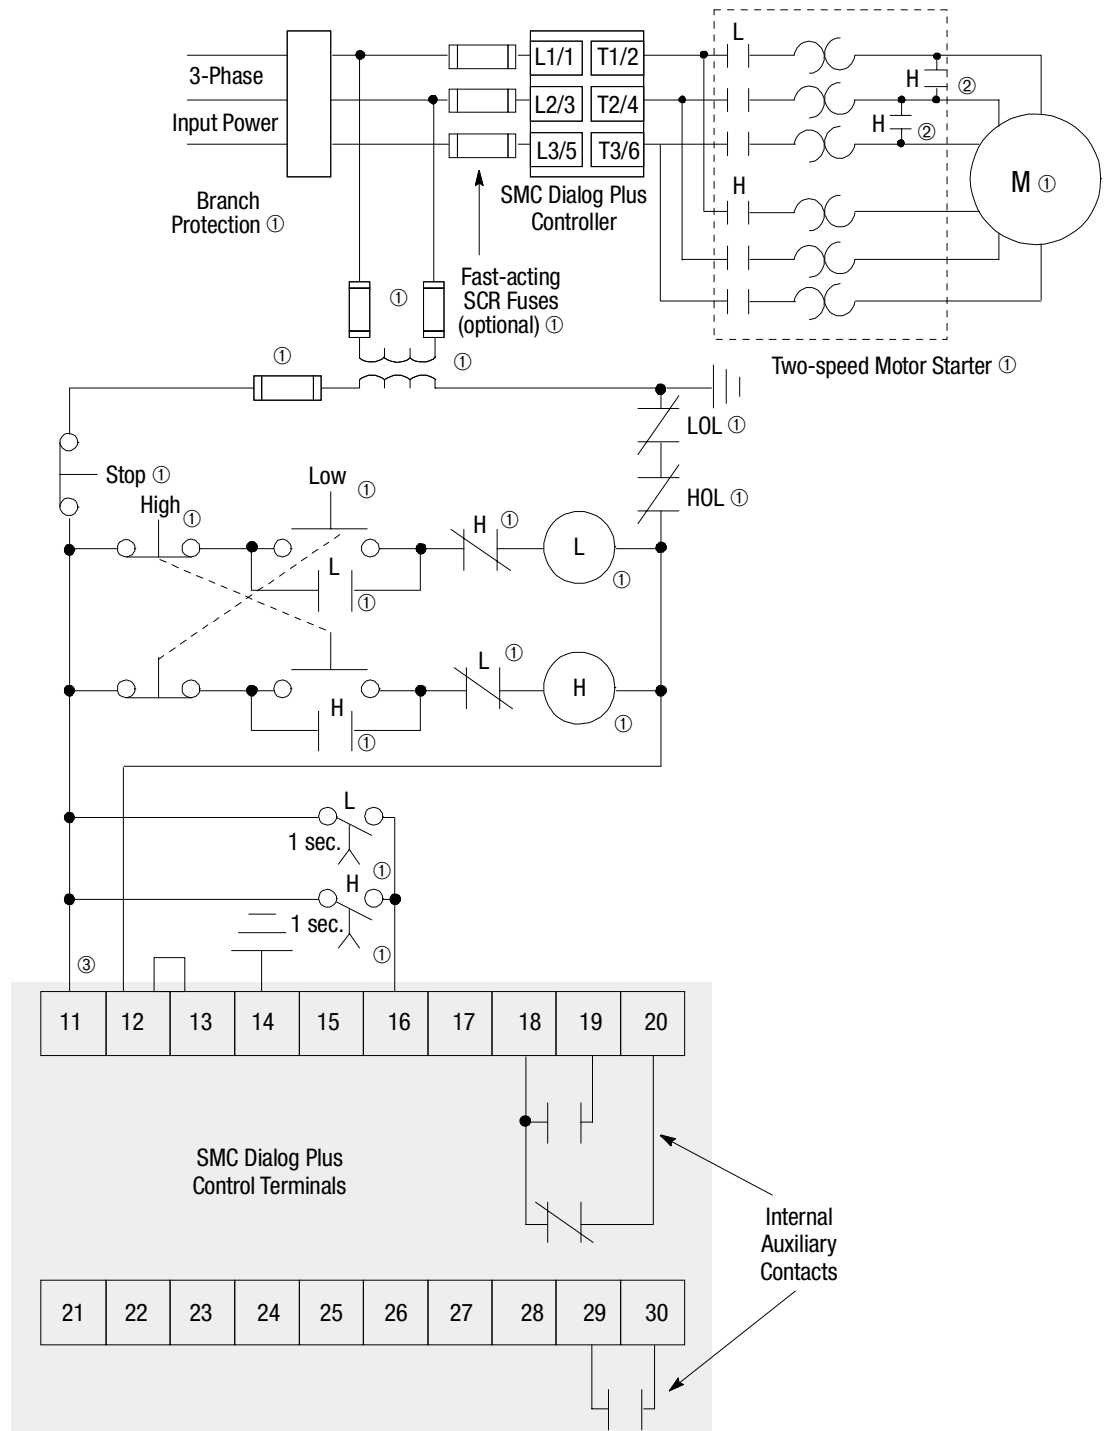 3-Phase
Input Power
Branch
Protection ①
L1/1 T1/2
L2/3 T2/4
L3/5 T3/6
SMC Dialog Plus
Controller
Fast-acting
SCR Fuses
(optional) ①
L
H ②
H ②
H
M ①
Two-speed Motor Starter ①
①
①
①
LOL ①
HOL ①
Stop ①
High ①
Low ①
L ①
H ①
L ①
H ①
L ①
H ①
L
1 sec. ①
H
1 sec. ①
③
11 12 13 14 15 16 17 18 19 20
SMC Dialog Plus
Control Terminals
Internal
Auxiliary
Contacts
21 22 23 24 25 26 27 28 29 30